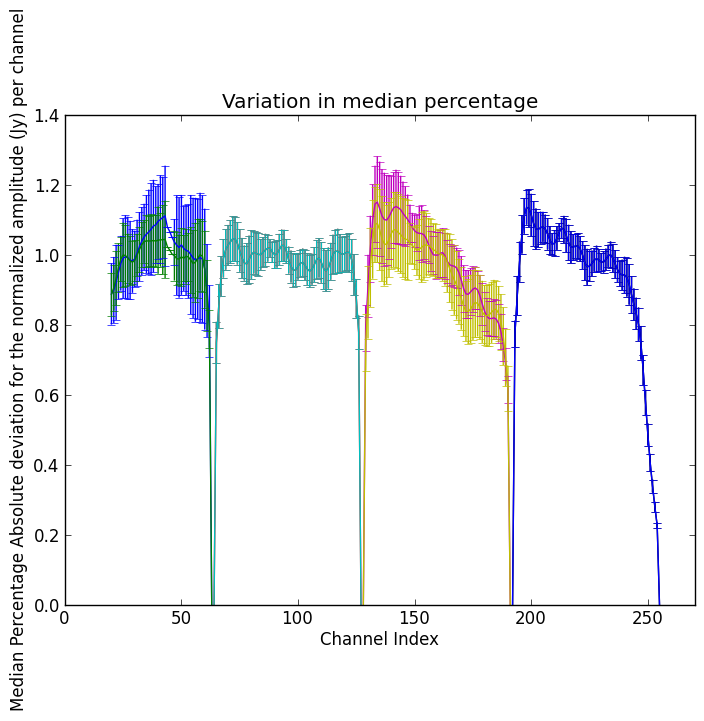 Variation in median percentage
Median Percentage Absolute deviation for the normalized amplitude (Jy) per channel
1.4
1.2
1.0
0.8
0.6
0.4
0.2
0.0
0 50 100 150 200 250
Channel Index